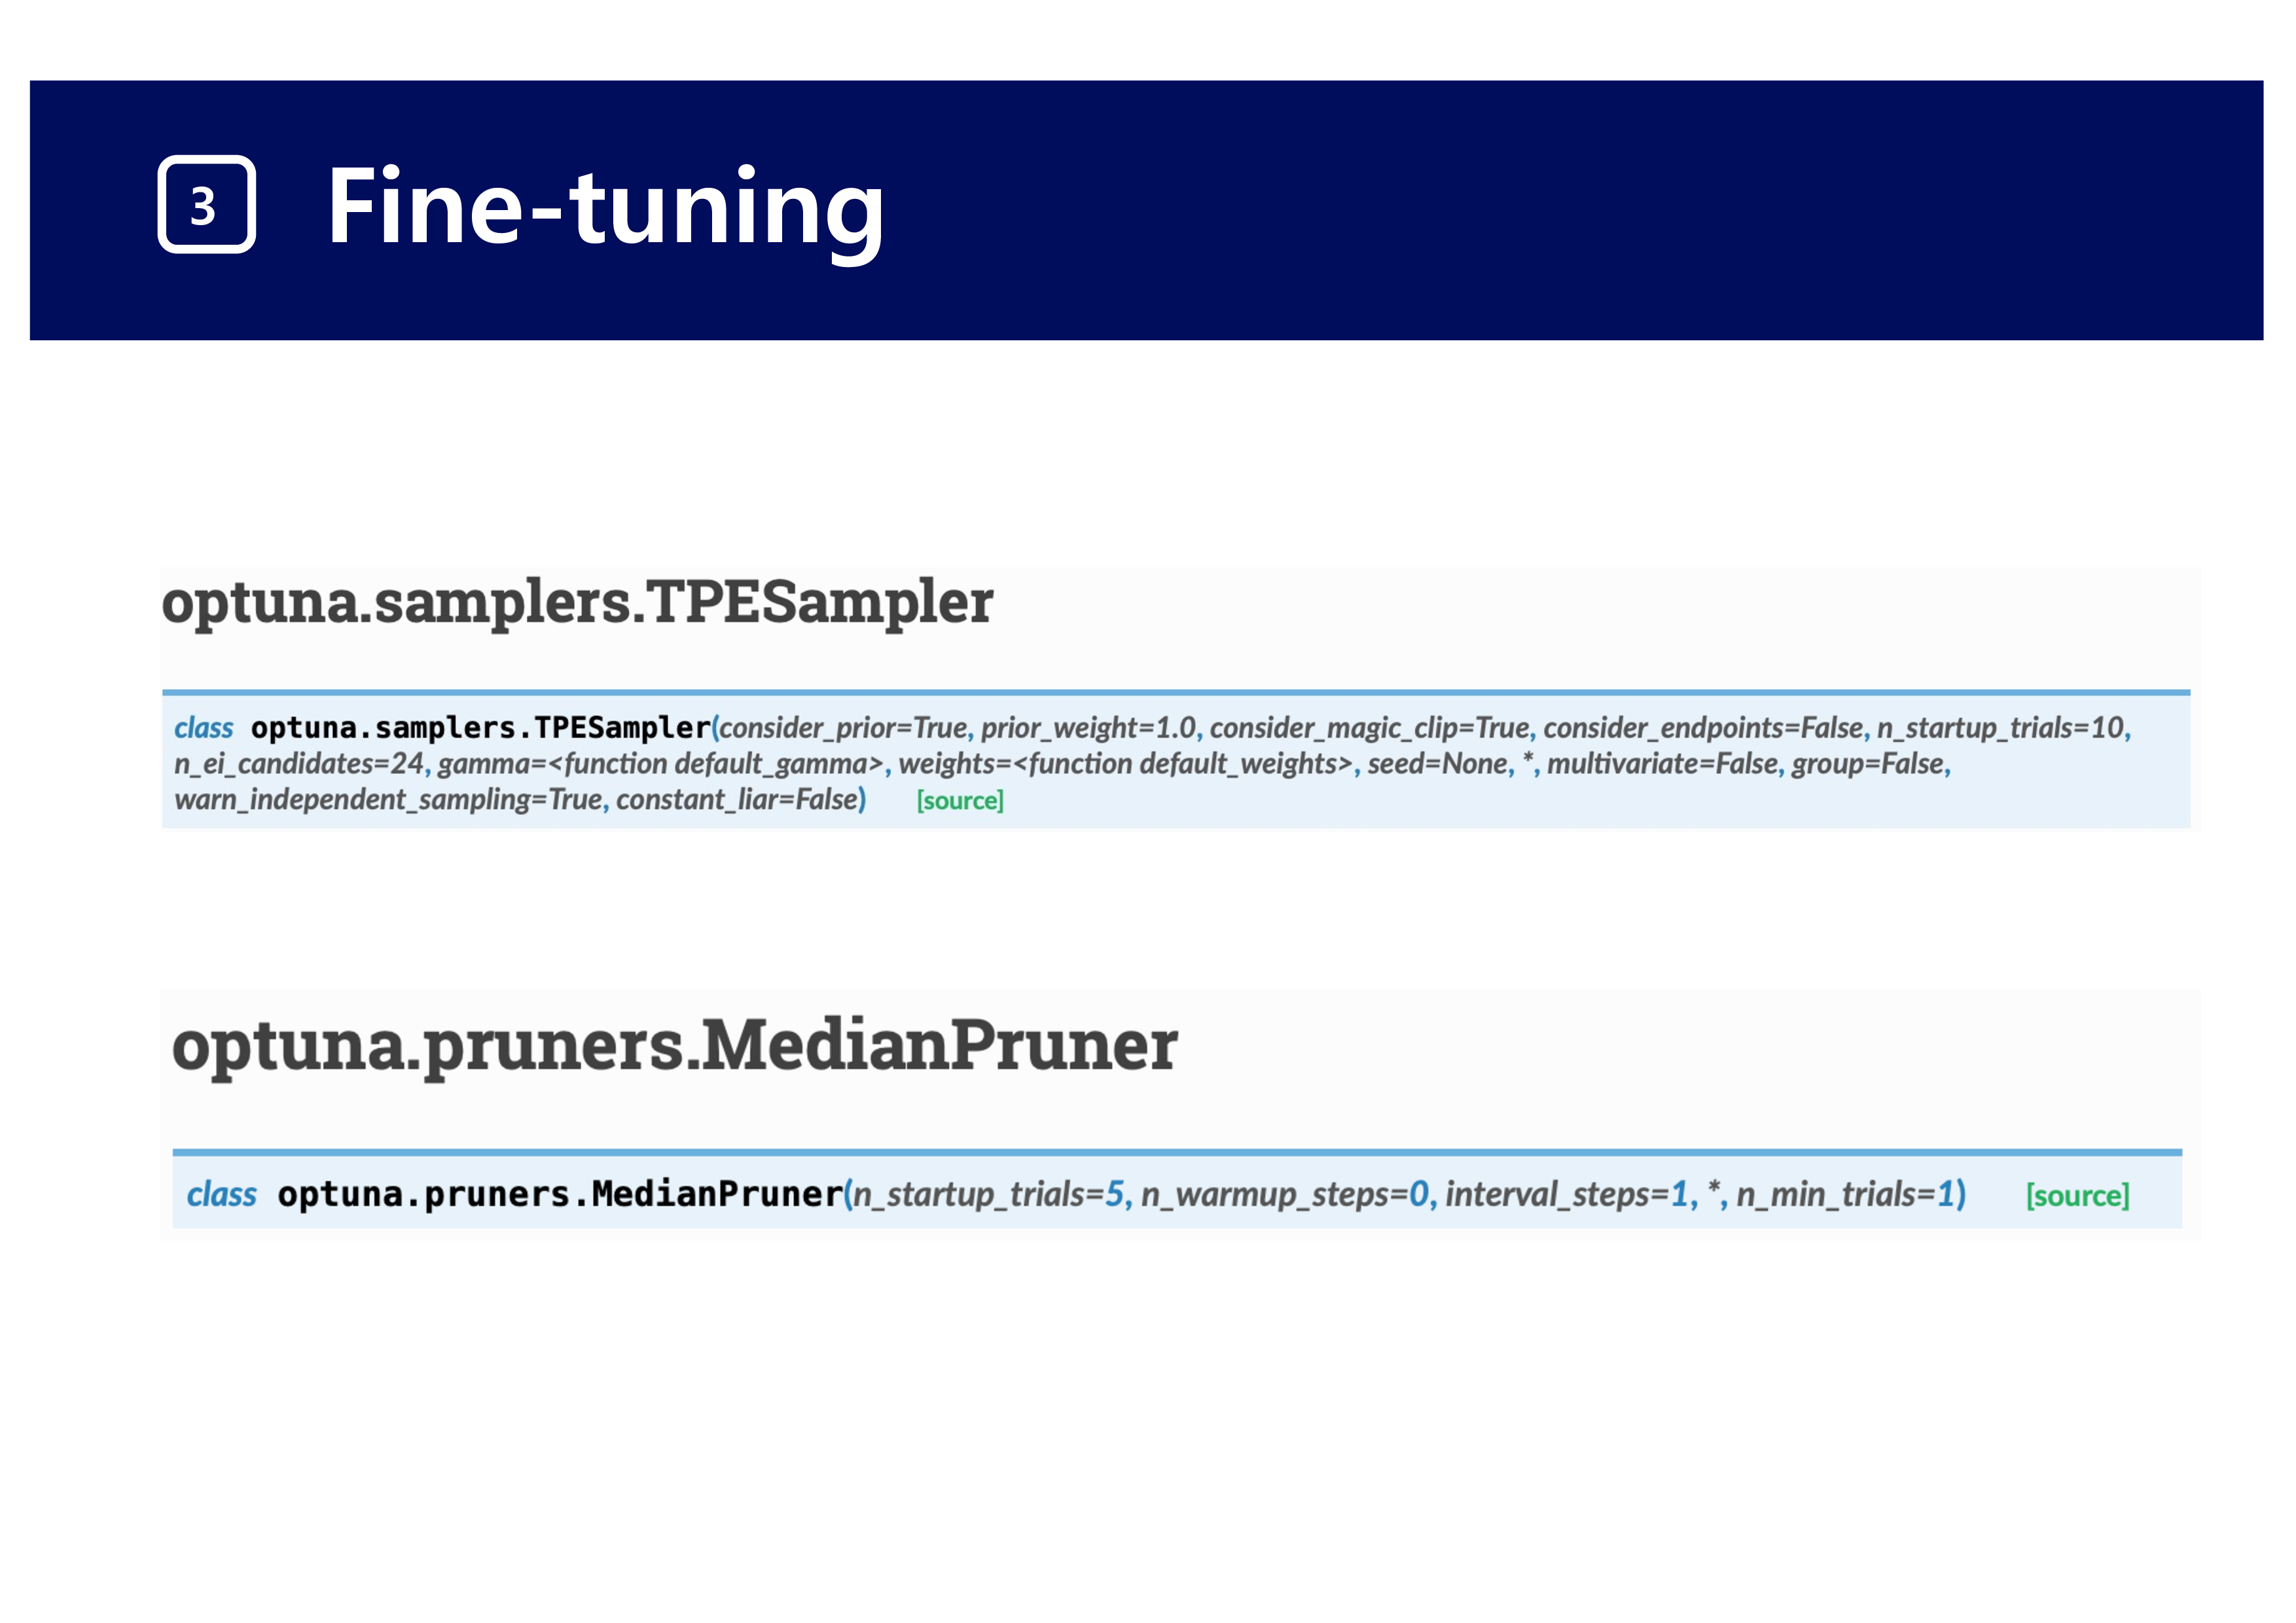 3 Fine-tuning
optuna.samplers.TPESampler
class optuna.samplers.TPESampler(consider_prior=True, prior_weight=1.0, consider_magic_clip=True, consider_endpoints=False, n_startup_trials=10,
n_ei_candidates=24, gamma=<function default_gamma>, weights=<function default_weights>, seed=None, *, multivariate=False, group=False,
warn_independent_sampling=True, constant_liar=False) [source]
optuna.pruners.MedianPruner
class optuna.pruners.MedianPruner(n_startup_trials=5, n_warmup_steps=0, interval_steps=1, *, n_min_trials=1) [source]